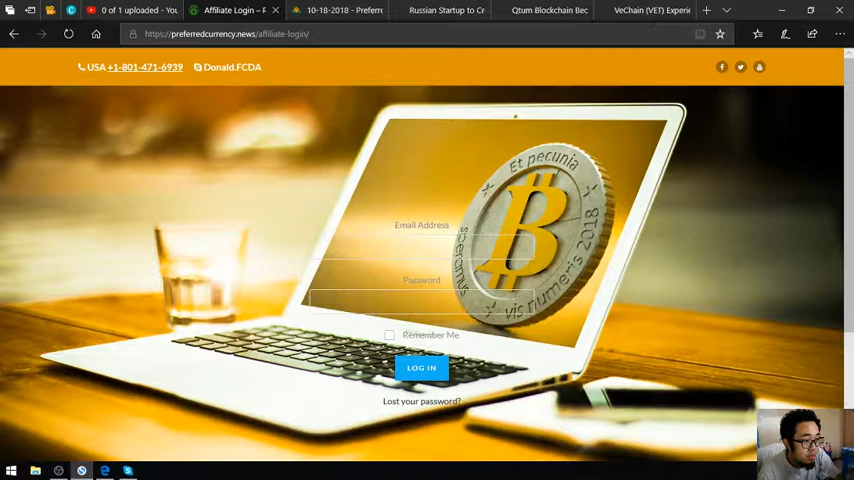 0 of 1 uploaded - You
Affiliate Login – P
10-18-2018 - Preferre
Russian Startup to Cr
Qtum Blockchain Bec
VeChain (VET) Experie
https://preferredcurrency.news/affiliate-login/
USA +1-801-471-6939 Donald.FCDA
Et pecunia
vis numeris 2018
Email Address
Password
Remember Me
LOG IN
Lost your password?